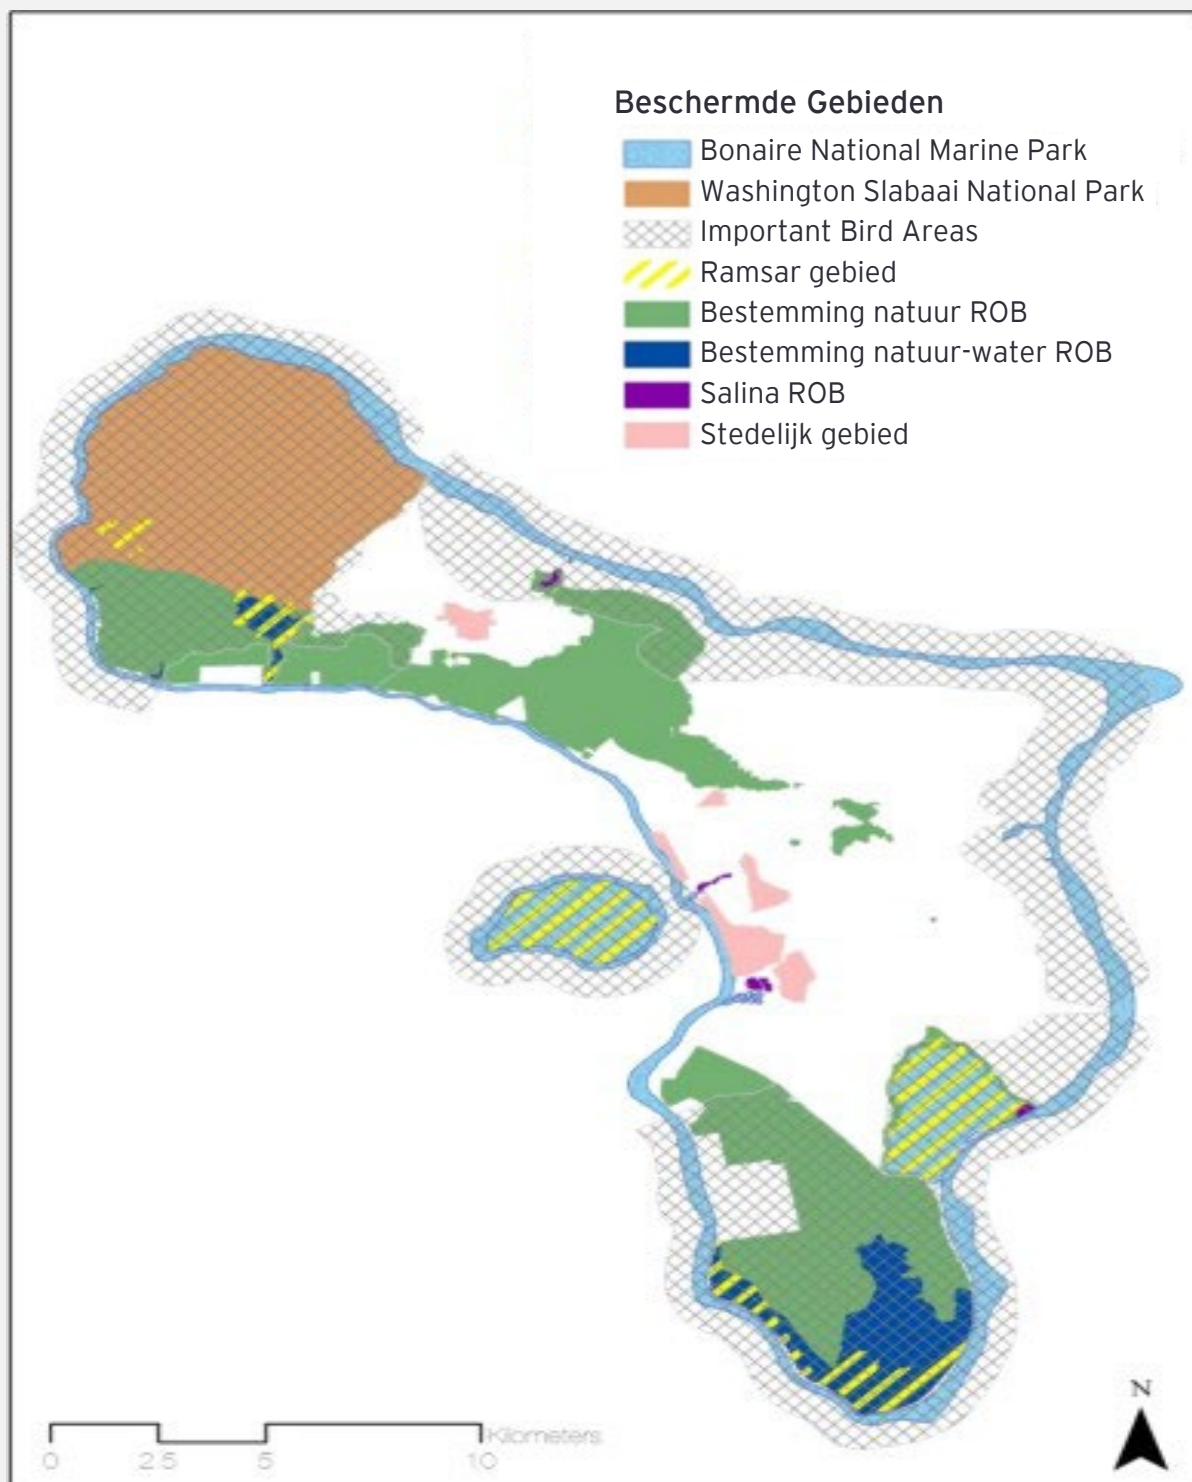 Beschermde Gebieden
Bonaire National Marine Park
Washington Slabaai National Park
Important Bird Areas
Ramsar gebied
Bestemming natuur ROB
Bestemming natuur-water ROB
Salina ROB
Stedelijk gebied
N
Kilometers
0 2.5 5 10